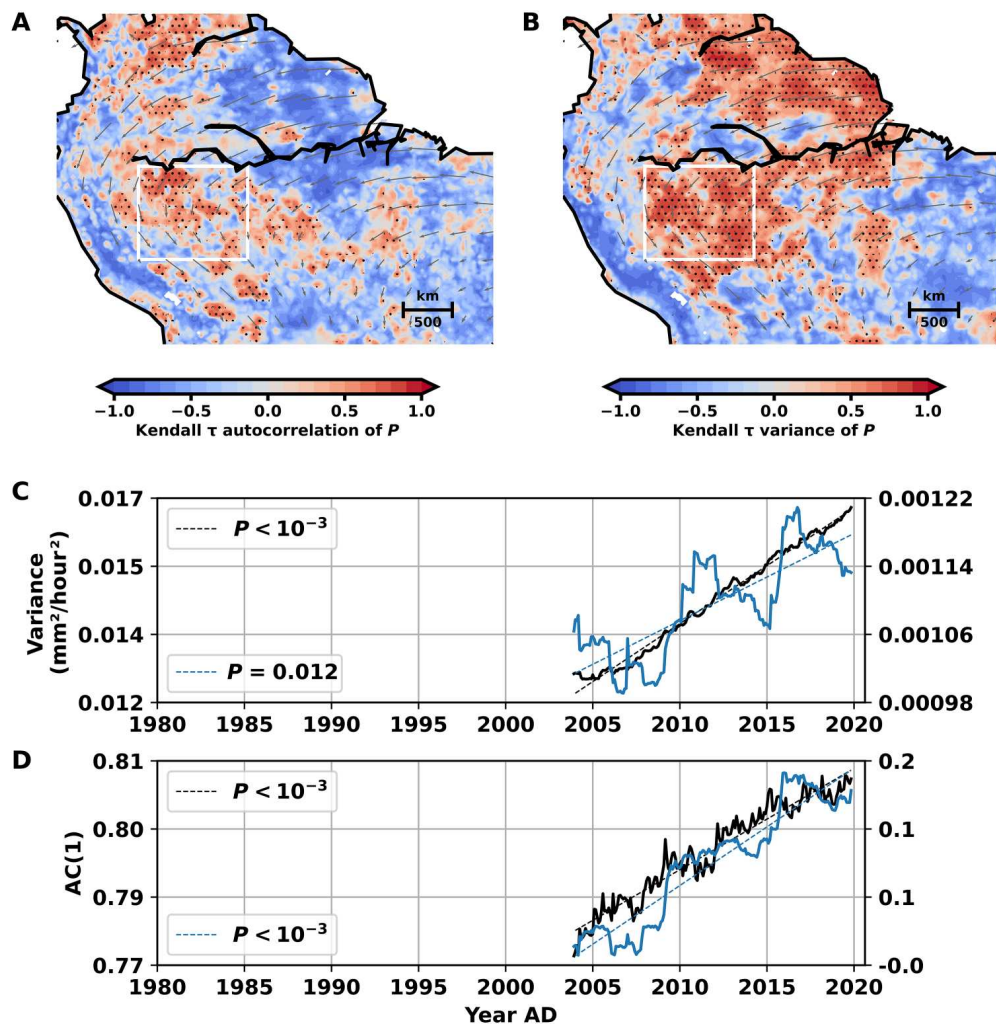 A
B
km
500
km
500
−1.0 −0.5 0.0 0.5 1.0
Kendall τ autocorrelation of P
−1.0 −0.5 0.0 0.5 1.0
Kendall τ variance of P
C
0.017
0.015
0.014
0.012
Variance
(mm²/hour²)
P < 10⁻³
P = 0.012
0.00122
0.00114
0.00106
0.00098
1980 1985 1990 1995 2000 2005 2010 2015 2020
D
0.81
0.80
0.79
0.77
AC(1)
P < 10⁻³
P < 10⁻³
0.2
0.1
0.1
-0.0
1980 1985 1990 1995 2000 2005 2010 2015 2020
Year AD